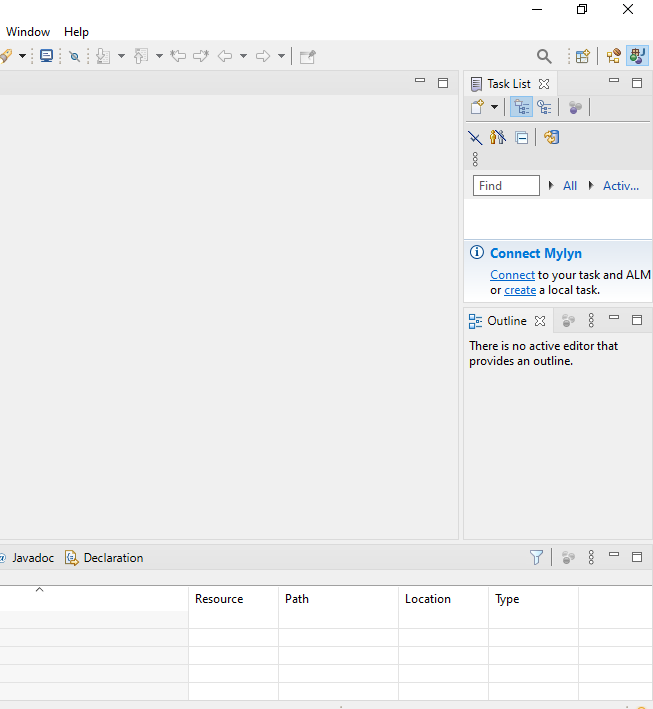 Window Help
Task List
Find All Activ...
Connect Mylyn
Connect to your task and ALM
or create a local task.
Outline
There is no active editor that
provides an outline.
@ Javadoc Declaration
Resource Path Location Type